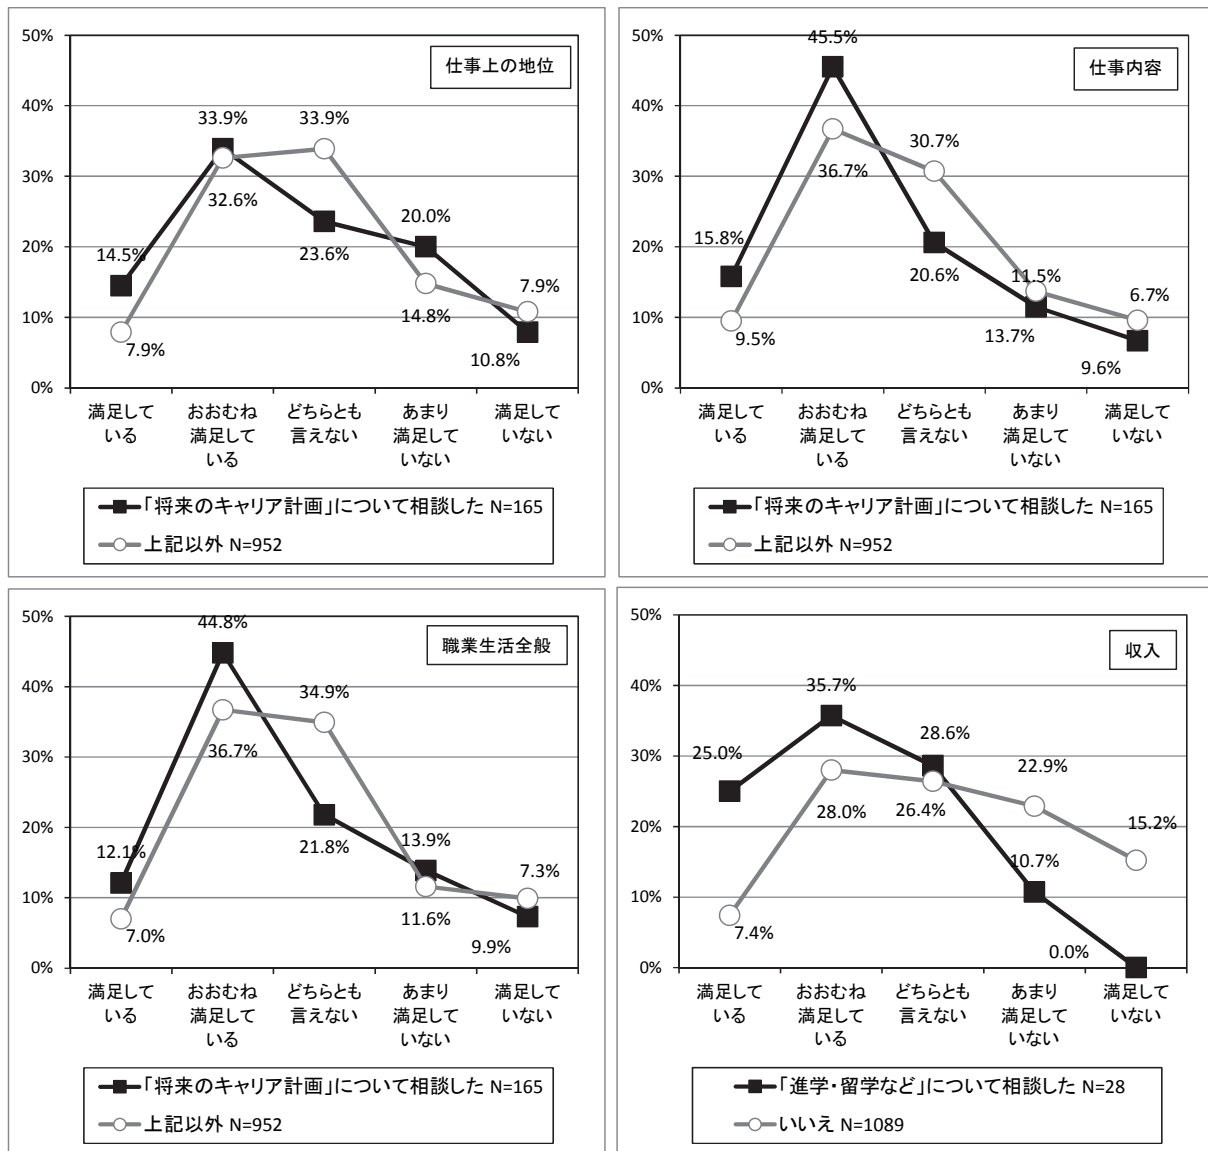 仕事上の地位
50%
40%
30%
20%
10%
0%
14.5%
33.9%
23.6%
20.0%
7.9%
7.9%
32.6%
33.9%
14.8%
10.8%
満足して
いる
おおむね
満足して
いる
どちらとも
言えない
あまり
満足して
いない
満足して
いない
「将来のキャリア計画」について相談した N=165
上記以外 N=952
仕事内容
50%
40%
30%
20%
10%
0%
15.8%
45.5%
20.6%
11.5%
6.7%
9.5%
36.7%
30.7%
13.7%
9.6%
満足して
いる
おおむね
満足して
いる
どちらとも
言えない
あまり
満足して
いない
満足して
いない
「将来のキャリア計画」について相談した N=165
上記以外 N=952
職業生活全般
50%
40%
30%
20%
10%
0%
12.1%
44.8%
21.8%
13.9%
7.3%
7.0%
36.7%
34.9%
11.6%
9.9%
満足して
いる
おおむね
満足して
いる
どちらとも
言えない
あまり
満足して
いない
満足して
いない
「将来のキャリア計画」について相談した N=165
上記以外 N=952
収入
50%
40%
30%
20%
10%
0%
25.0%
35.7%
28.6%
10.7%
0.0%
7.4%
28.0%
26.4%
22.9%
15.2%
満足して
いる
おおむね
満足して
いる
どちらとも
言えない
あまり
満足して
いない
満足して
いない
「進学・留学など」について相談した N=28
いいえ N=1089